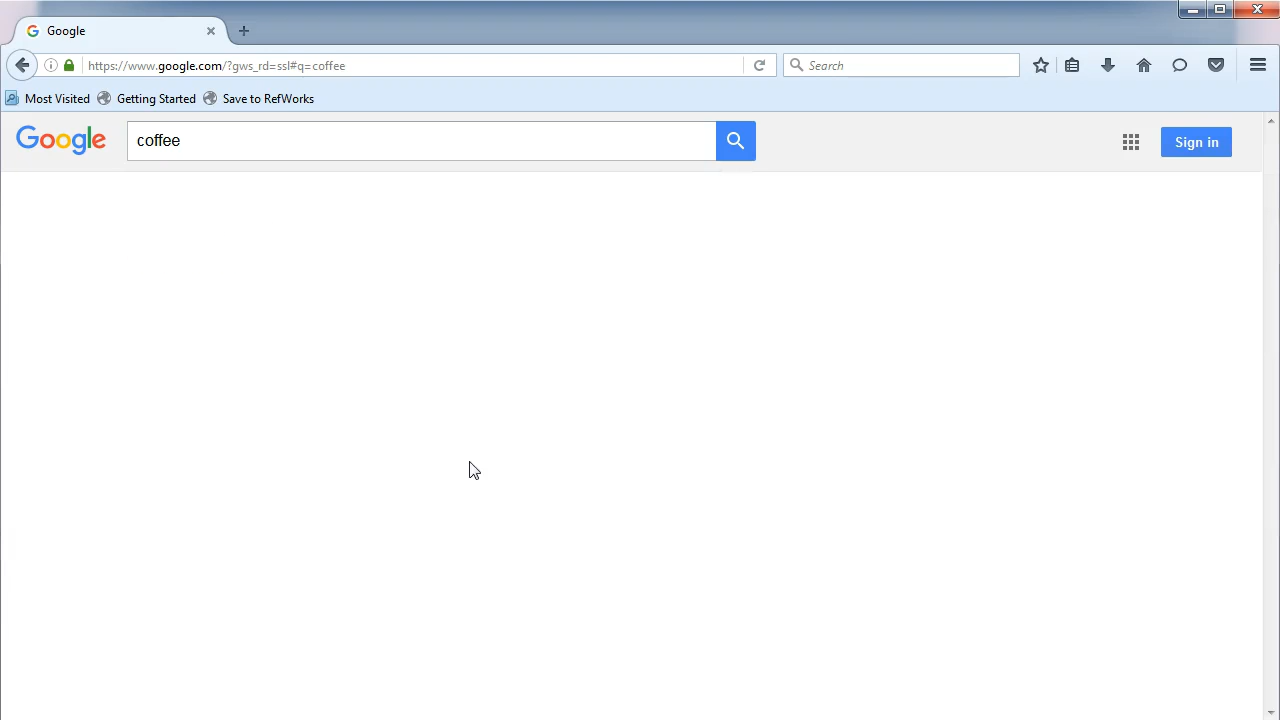 Google
https://www.google.com/?gws_rd=ssl#q=coffee
Search
Most Visited
Getting Started
Save to RefWorks
Google
coffee
Sign in